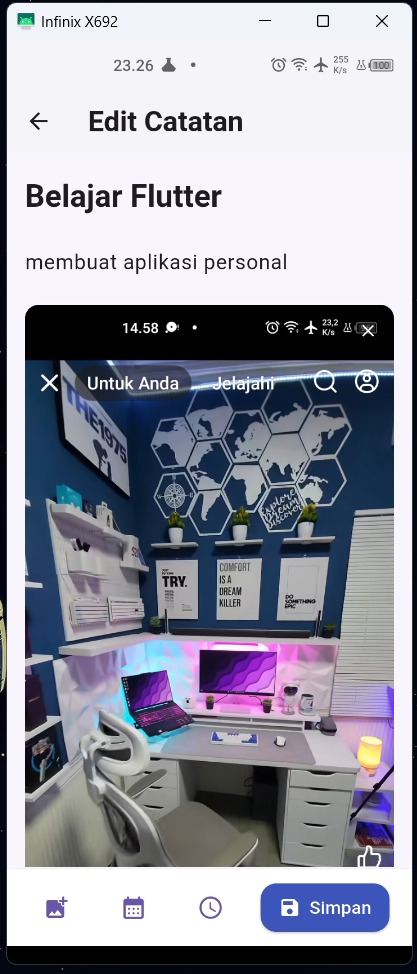 Infinix X692
23.26
255
K/s
100
Edit Catatan
Belajar Flutter
membuat aplikasi personal
14.58
23,2
K/s
Untuk Anda
Jelajahi
THE1975
Explore
Dream
Discover
TRY.
COMFORT
IS A
DREAM
KILLER
DO
SOMETHING
EPIC
Simpan